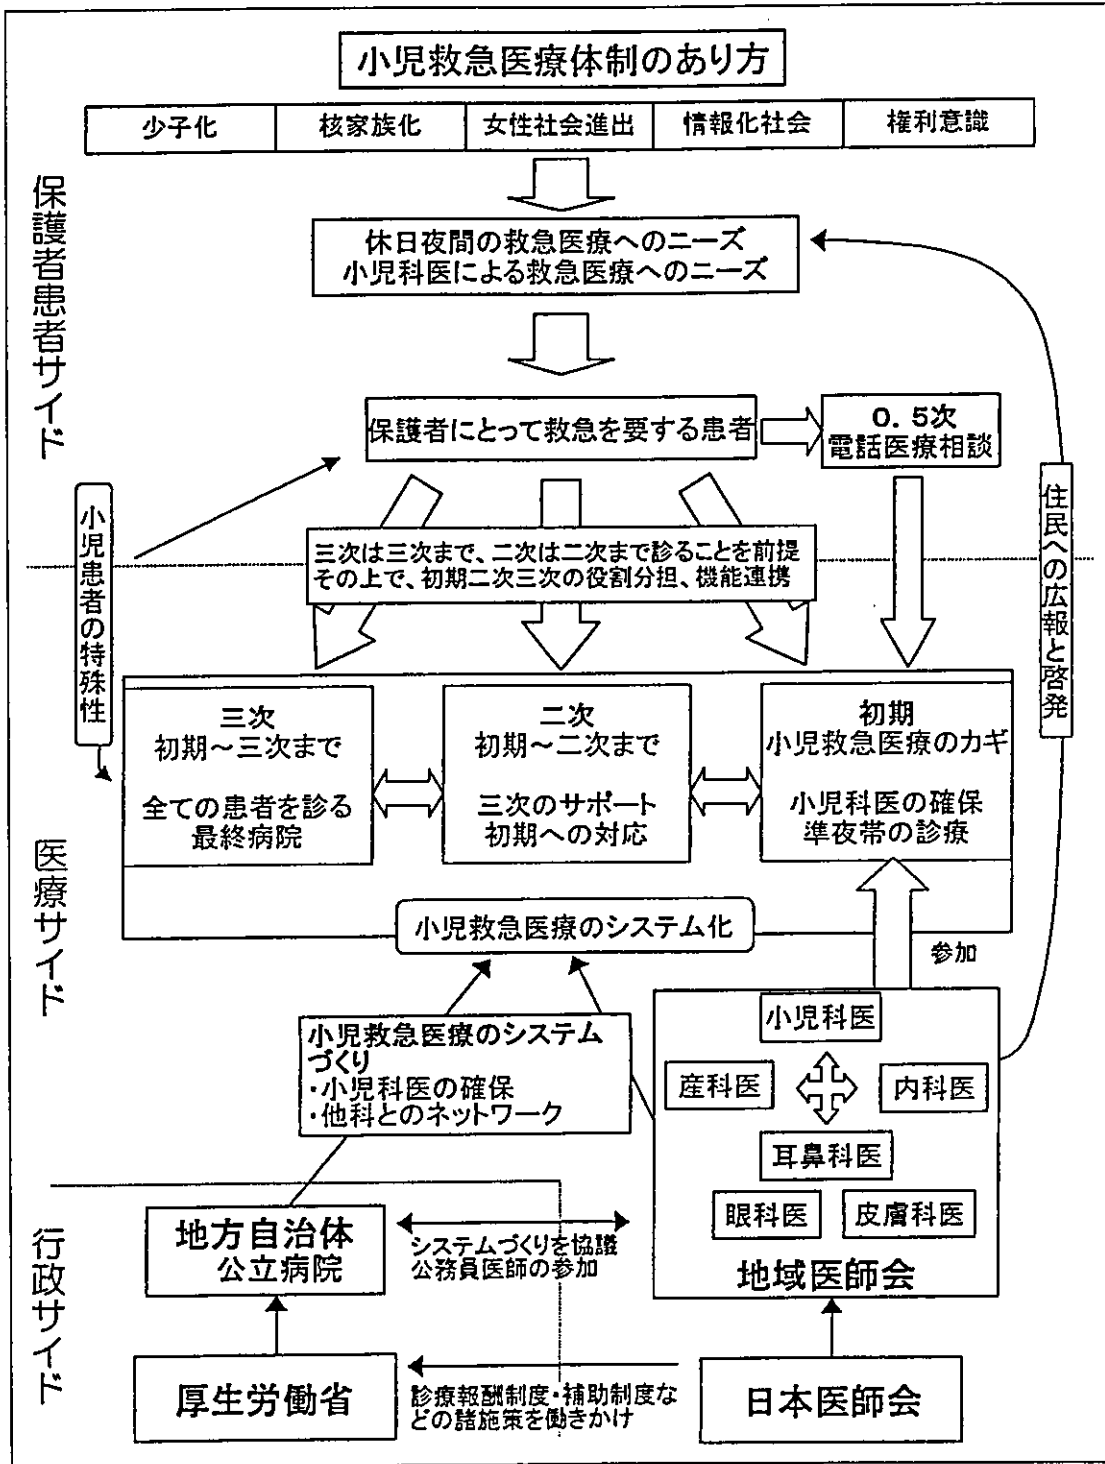 小児救急医療体制のあり方
少子化
核家族化
女性社会進出
情報化社会
権利意識
保護者患者サイド
休日夜間の救急医療へのニーズ
小児科医による救急医療へのニーズ
保護者にとって救急を要する患者
0.5次
電話医療相談
小児患者の特殊性
三次は三次まで、二次は二次まで診ることを前提
その上で、初期二次三次の役割分担、機能連携
住民への広報と啓発
医療サイド
三次
初期～三次まで
全ての患者を診る
最終病院
二次
初期～二次まで
三次のサポート
初期への対応
初期
小児救急医療のカギ
小児科医の確保
準夜帯の診療
小児救急医療のシステム化
参加
小児救急医療のシステム
づくり
・小児科医の確保
・他科とのネットワーク
小児科医
産科医
内科医
耳鼻科医
眼科医
皮膚科医
地域医師会
行政サイド
地方自治体
公立病院
システムづくりを協議
公務員医師の参加
厚生労働省
診療報酬制度・補助制度な
どの諸施策を働きかけ
日本医師会